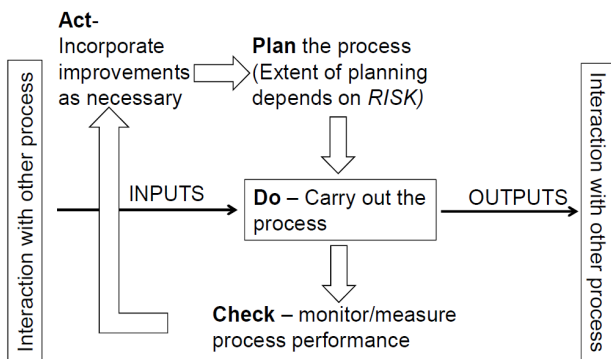 Act-
Incorporate
improvements
as necessary
Plan the process
(Extent of planning
depends on RISK)
Interaction with other process
INPUTS
Do – Carry out the
process
OUTPUTS
Interaction with other process
Check – monitor/measure
process performance